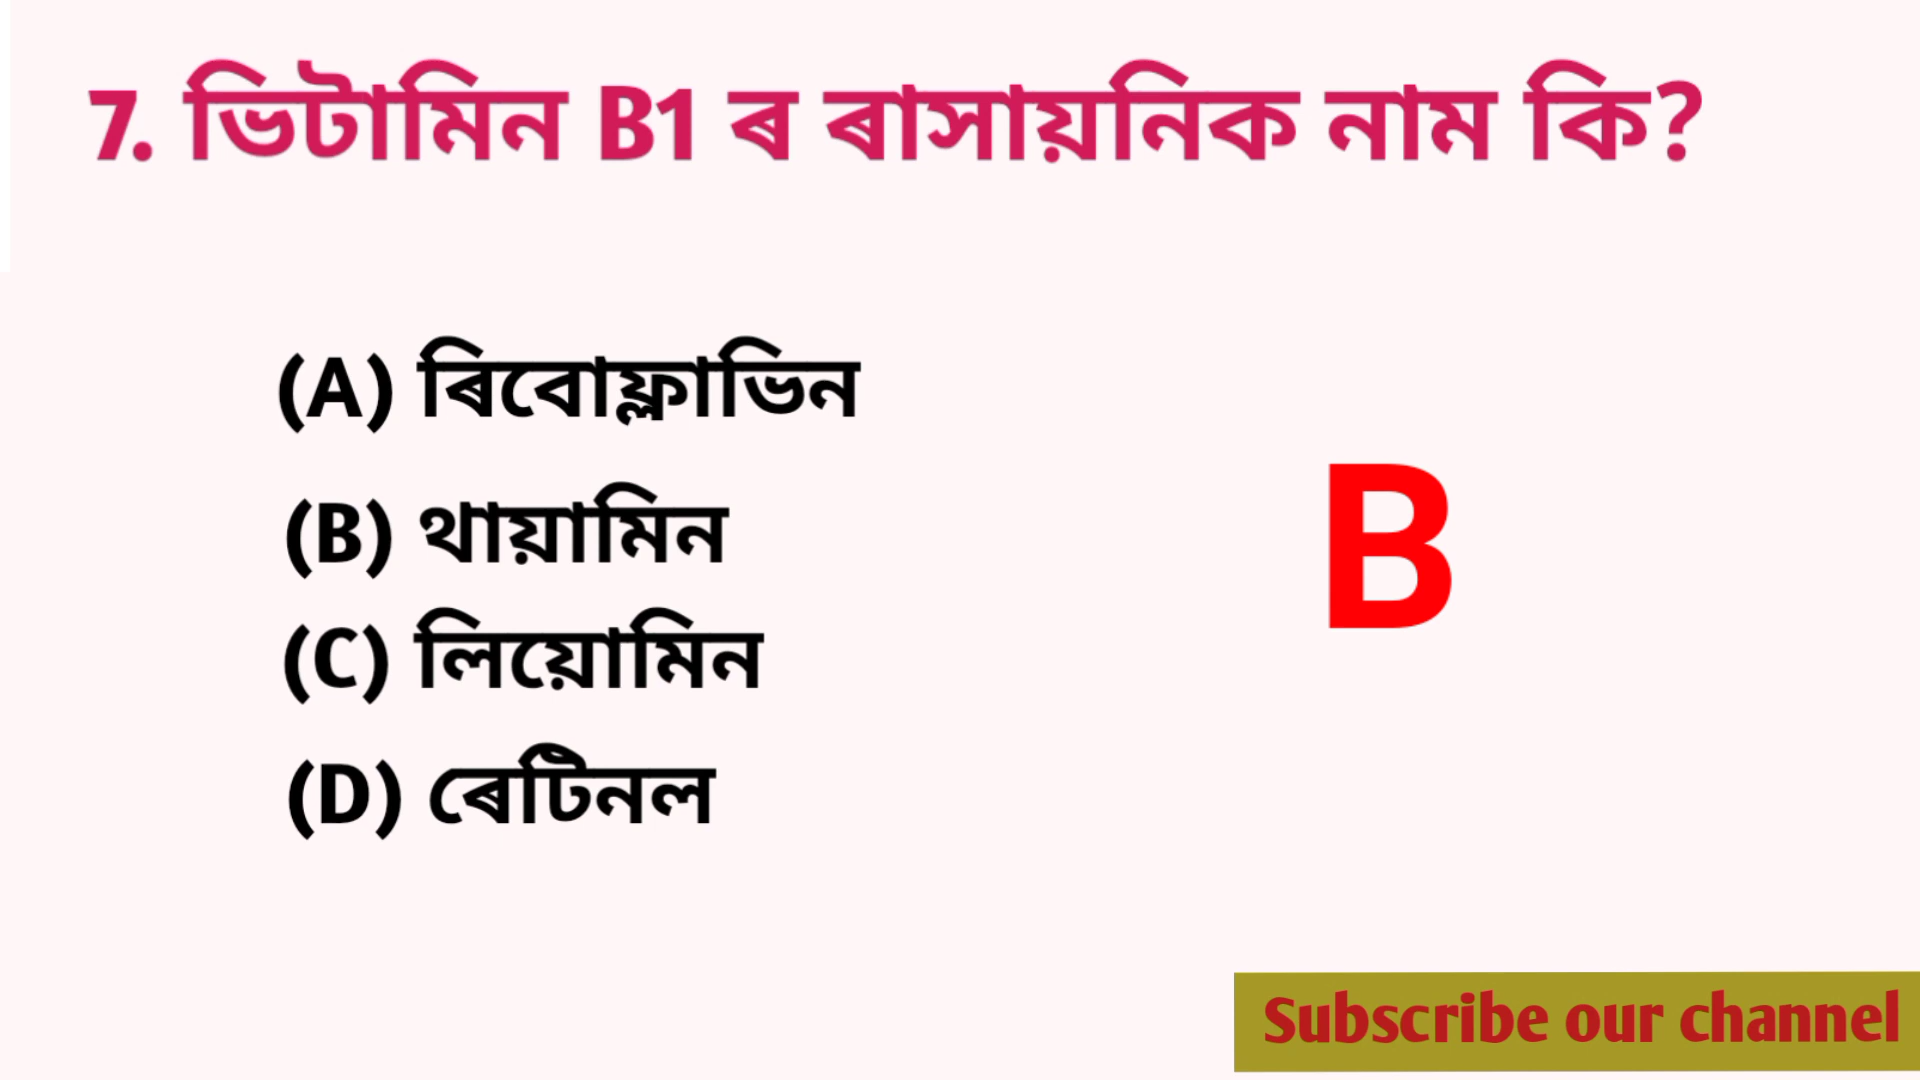 7. ভিটামিন B1 ৰ ৰাসায়নিক নাম কি?
(A) ৰিবোফ্লাভিন
(B) থায়ামিন
B
(C) লিয়োমিন
(D) ৰেটিনল
Subscribe our channel